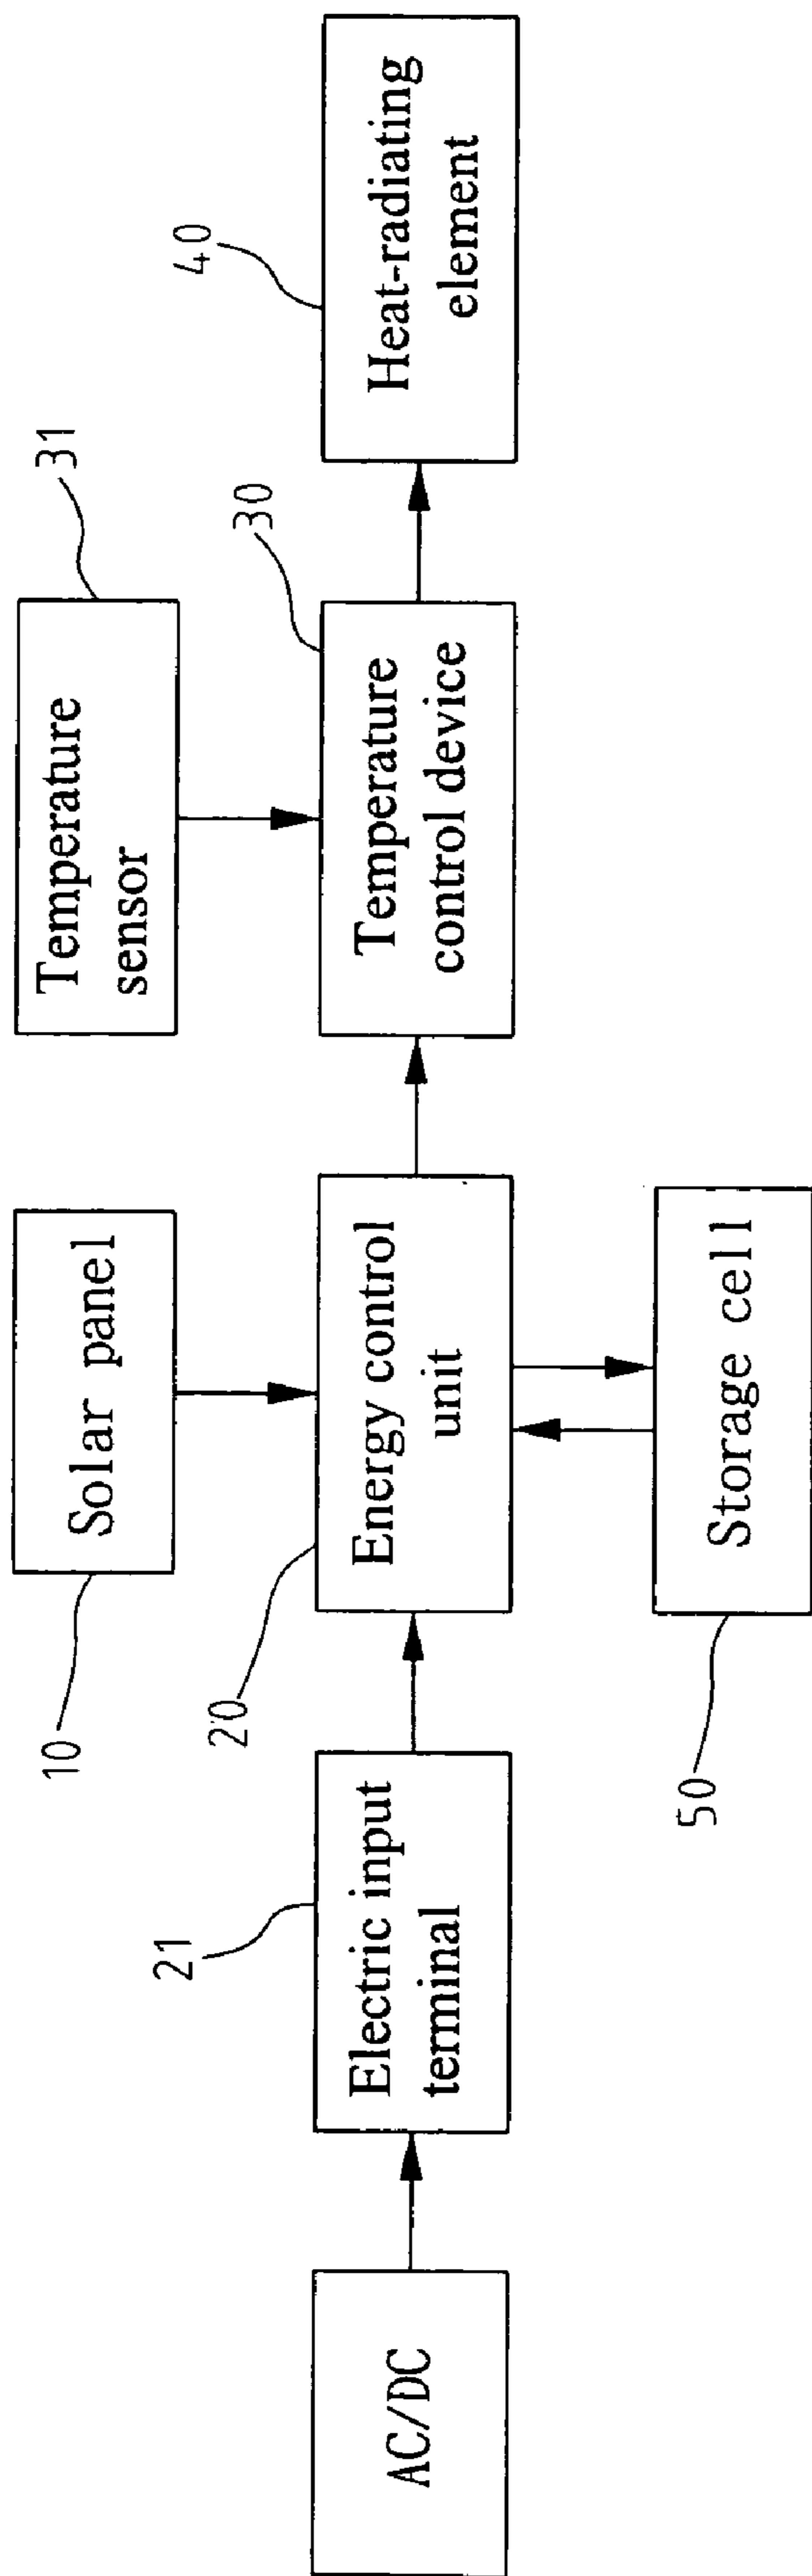 31
Temperature
sensor
10
Solar panel
40
Heat-radiating
element
30
Temperature
control device
20
Energy control
unit
21
Electric input
terminal
AC/DC
50
Storage cell